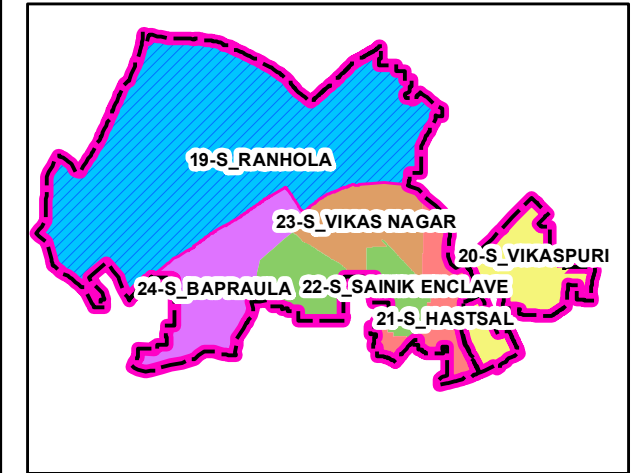 19-S_RANHOLA
23-S_VIKAS NAGAR
20-S_VIKASPURI
24-S_BAPRAULA
22-S_SAINIK ENCLAVE
21-S_HASTSAL